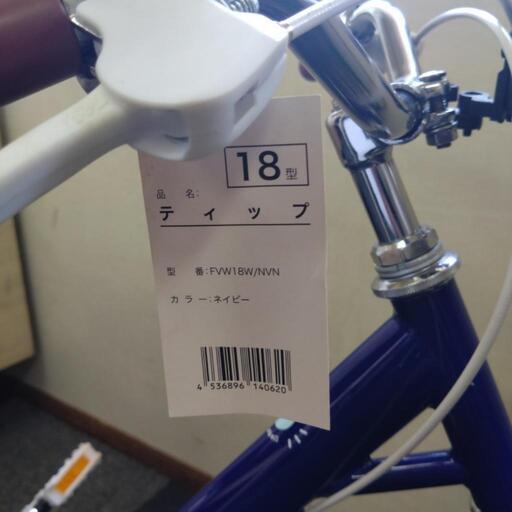 18型
品 名:
ティップ
型 番:FVW18W/NVN
カラー:ネイビー
4 536896 140620